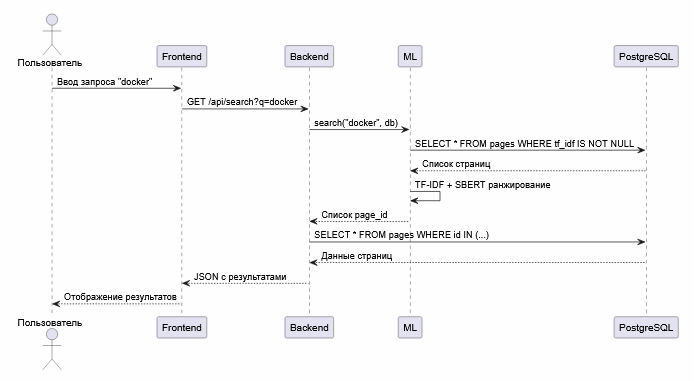 Пользователь
Frontend
Backend
ML
PostgreSQL
Ввод запроса "docker"
GET /api/search?q=docker
search("docker", db)
SELECT * FROM pages WHERE tf_idf IS NOT NULL
Список страниц
TF-IDF + SBERT ранжирование
Список page_id
SELECT * FROM pages WHERE id IN (...)
Данные страниц
JSON с результатами
Отображение результатов
Пользователь
Frontend
Backend
ML
PostgreSQL